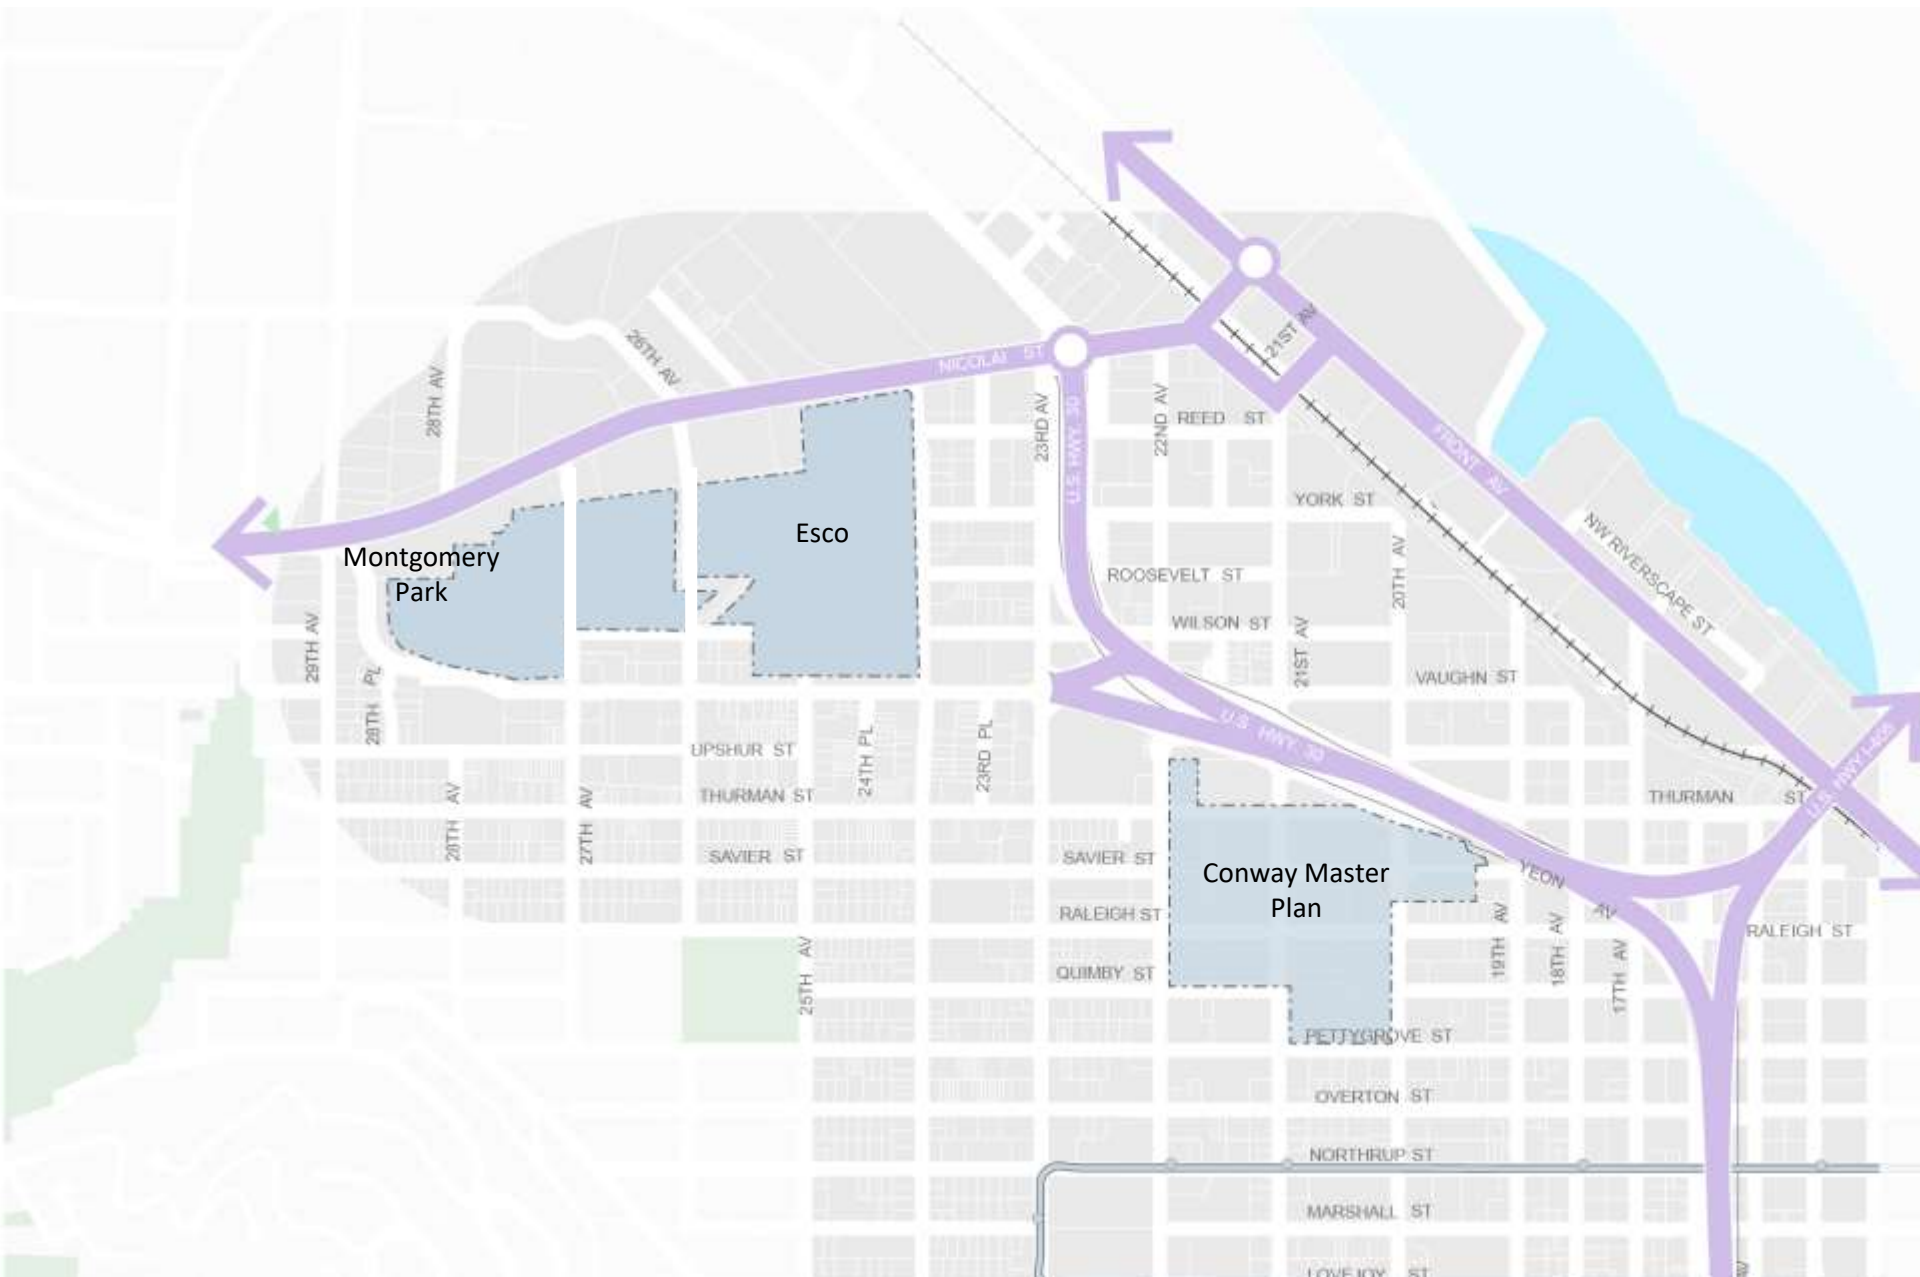 28TH AV
26TH AV
NICOLAI ST
21ST AV
23RD AV
U.S. HWY. 30
22ND AV
REED ST
FRONT AV
YORK ST
Esco
Montgomery
Park
ROOSEVELT ST
20TH AV
NW RIVERSCAPE ST
WILSON ST
29TH AV
28TH PL
21ST AV
VAUGHN ST
U.S. HWY. 30
UPSHUR ST
24TH PL
23RD PL
U.S. HWY I-405
THURMAN ST
THURMAN ST
28TH AV
27TH AV
SAVIER ST
SAVIER ST
Conway Master
Plan
YEON AV
RALEIGH ST
RALEIGH ST
19TH AV
18TH AV
17TH AV
25TH AV
QUIMBY ST
PETTYGROVE ST
OVERTON ST
NORTHRUP ST
MARSHALL ST
LOVEJOY ST
AV